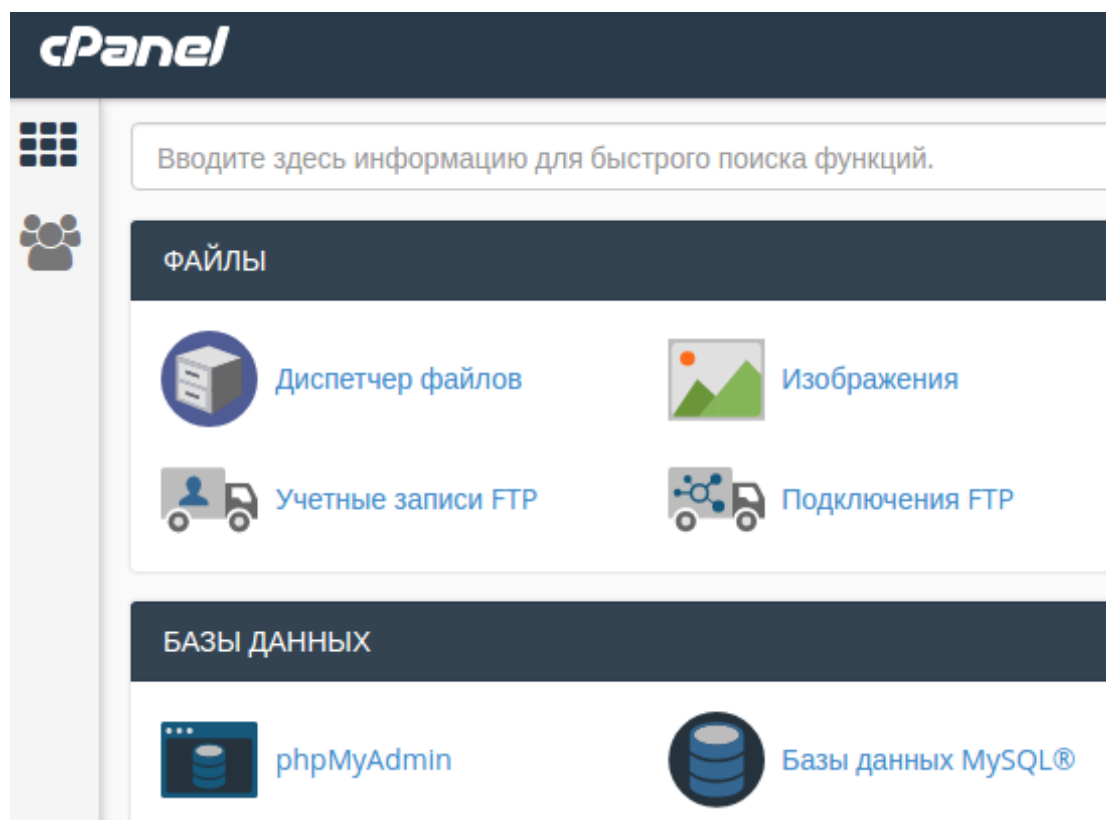 cPanel
Вводите здесь информацию для быстрого поиска функций.
ФАЙЛЫ
Диспетчер файлов
Изображения
Учетные записи FTP
Подключения FTP
БАЗЫ ДАННЫХ
phpMyAdmin
Базы данных MySQL®